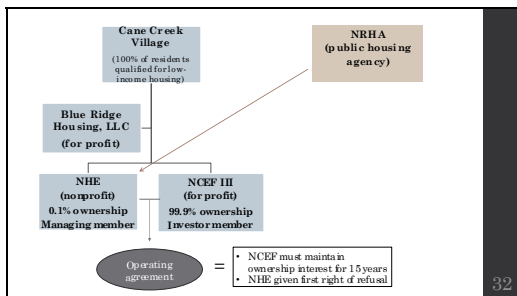 Cane Creek
Village
(100% of residents
qualified for low-
income housing)
NRHA
(public housing
agency)
Blue Ridge
Housing, LLC
(for profit)
NHE
(nonprofit)
0.1% ownership
Managing member
NCEF III
(for profit)
99.9% ownership
Investor member
Operating
agreement
=
• NCEF must maintain
ownership interest for 15 years
• NHE given first right of refusal
32